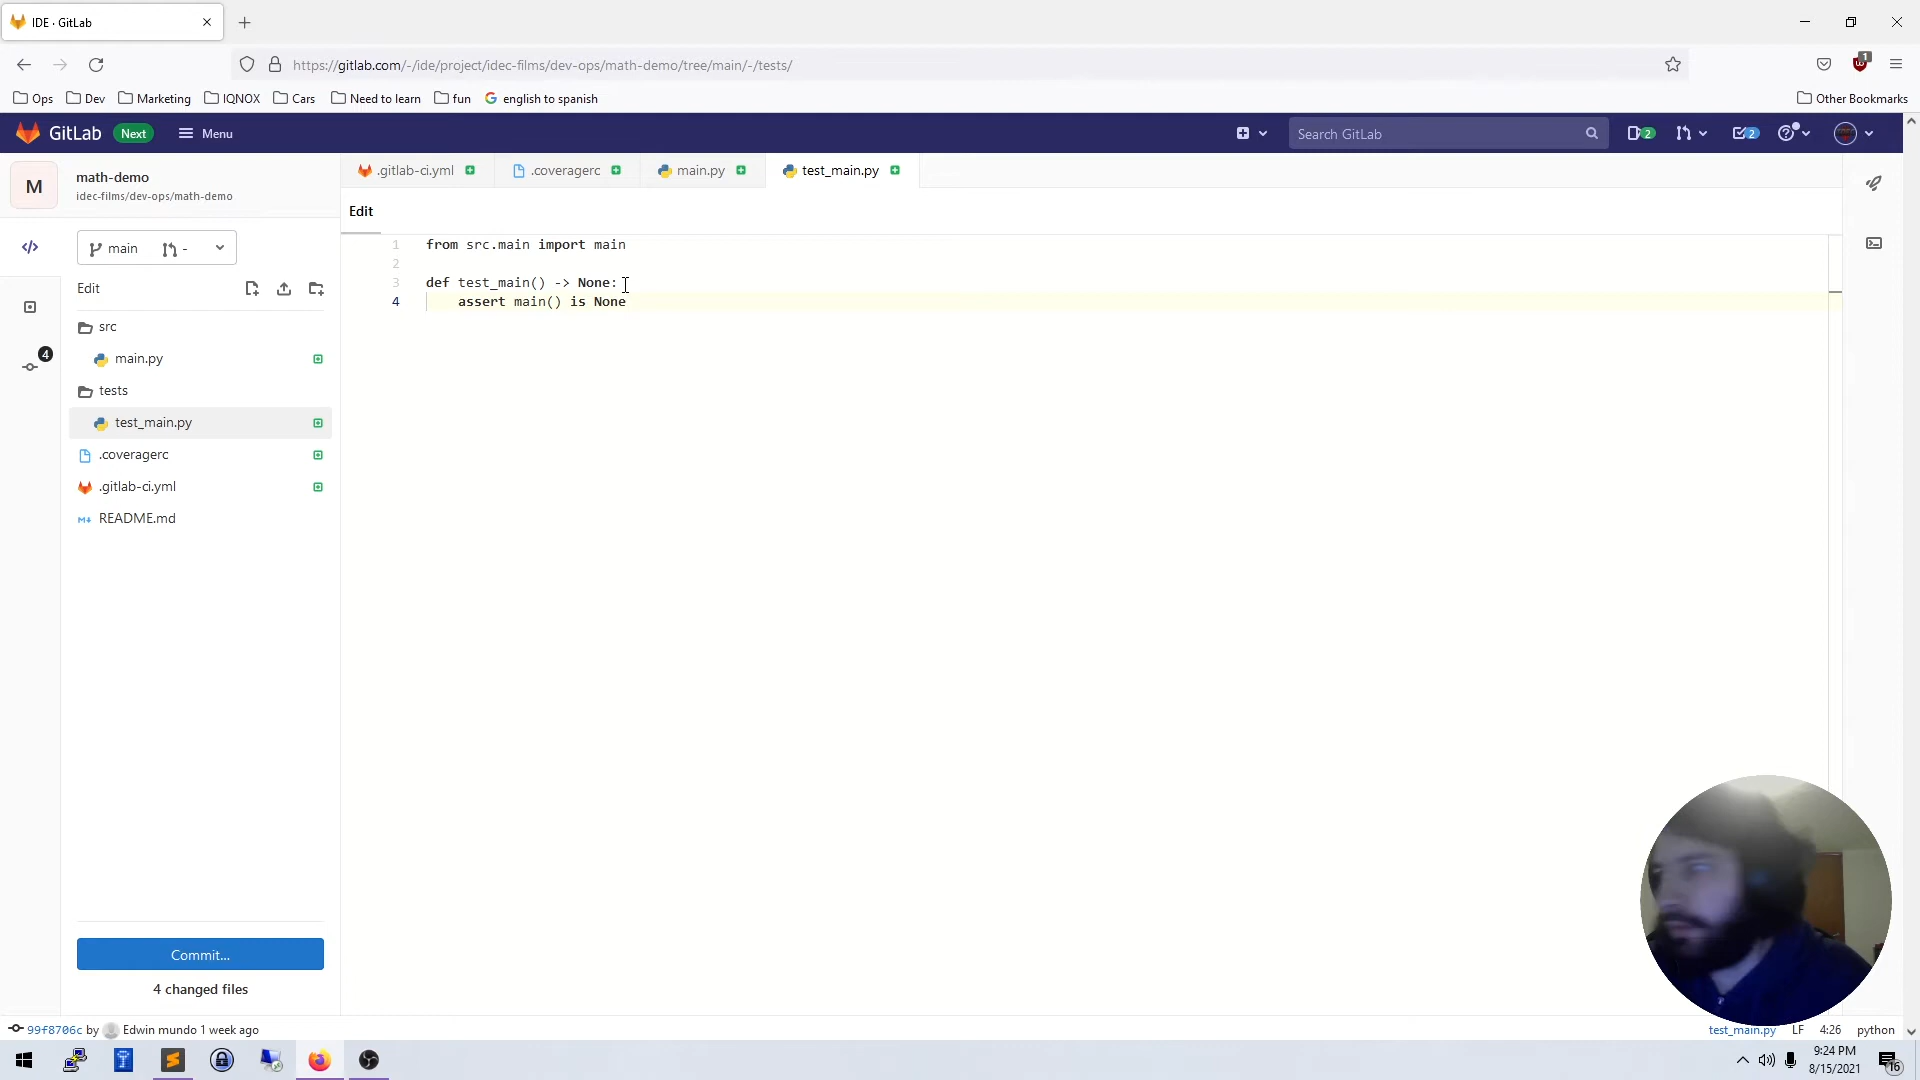 IDE · GitLab
https://gitlab.com/-/ide/project/idec-films/dev-ops/math-demo/tree/main/-/tests/
1
Ops
Dev
Marketing
IQNOX
Cars
Need to learn
fun
english to spanish
Other Bookmarks
GitLab
Next
Menu
Search GitLab
2
2
M
math-demo
idec-films/dev-ops/math-demo
.gitlab-ci.yml
.coveragerc
main.py
test_main.py
main
-
Edit
Edit
4
src
main.py
tests
test_main.py
.coveragerc
.gitlab-ci.yml
README.md
1 from src.main import main
2
3 def test_main() -> None:
4 assert main() is None
Commit...
4 changed files
99f8706c by Edwin mundo 1 week ago
test_main.py LF 4:26 python
9:24 PM
8/15/2021
16